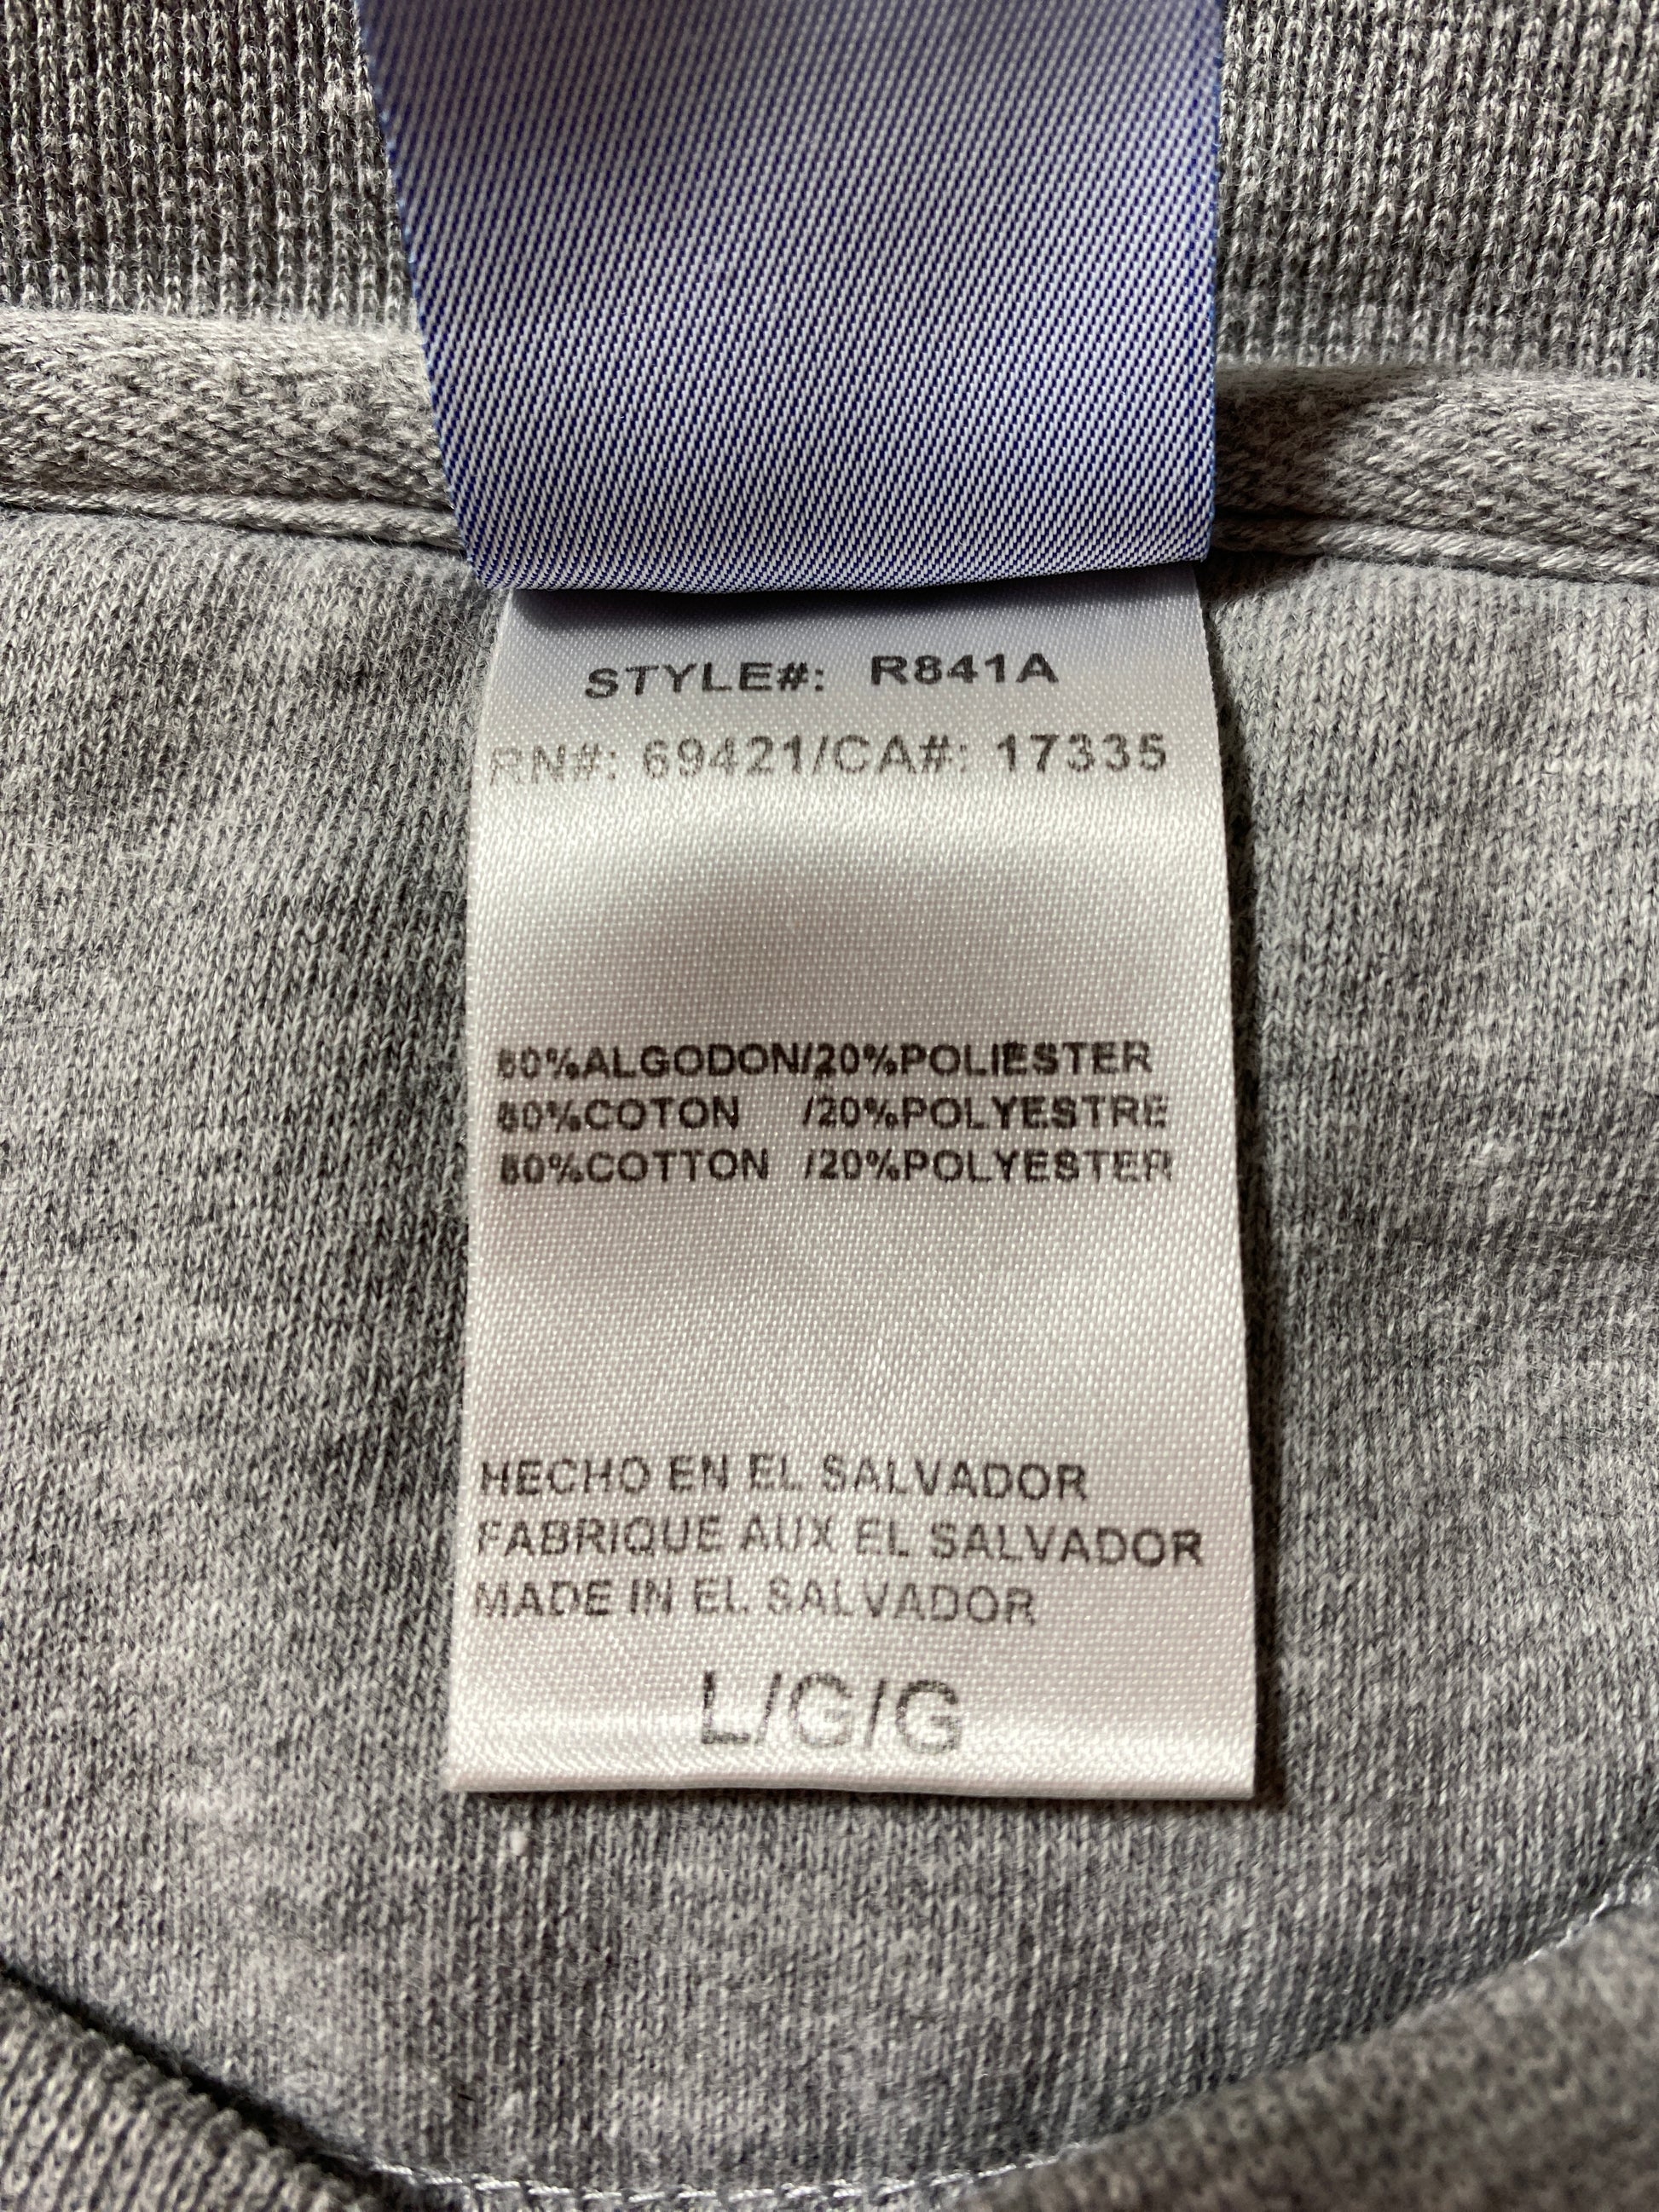 STYLE#: R841A
RN#: 69421/CA#: 17335
80%ALGODON/20%POLIESTER
80%COTON /20%POLYESTRE
80%COTTON /20%POLYESTER
HECHO EN EL SALVADOR
FABRIQUE AUX EL SALVADOR
MADE IN EL SALVADOR
L/G/G